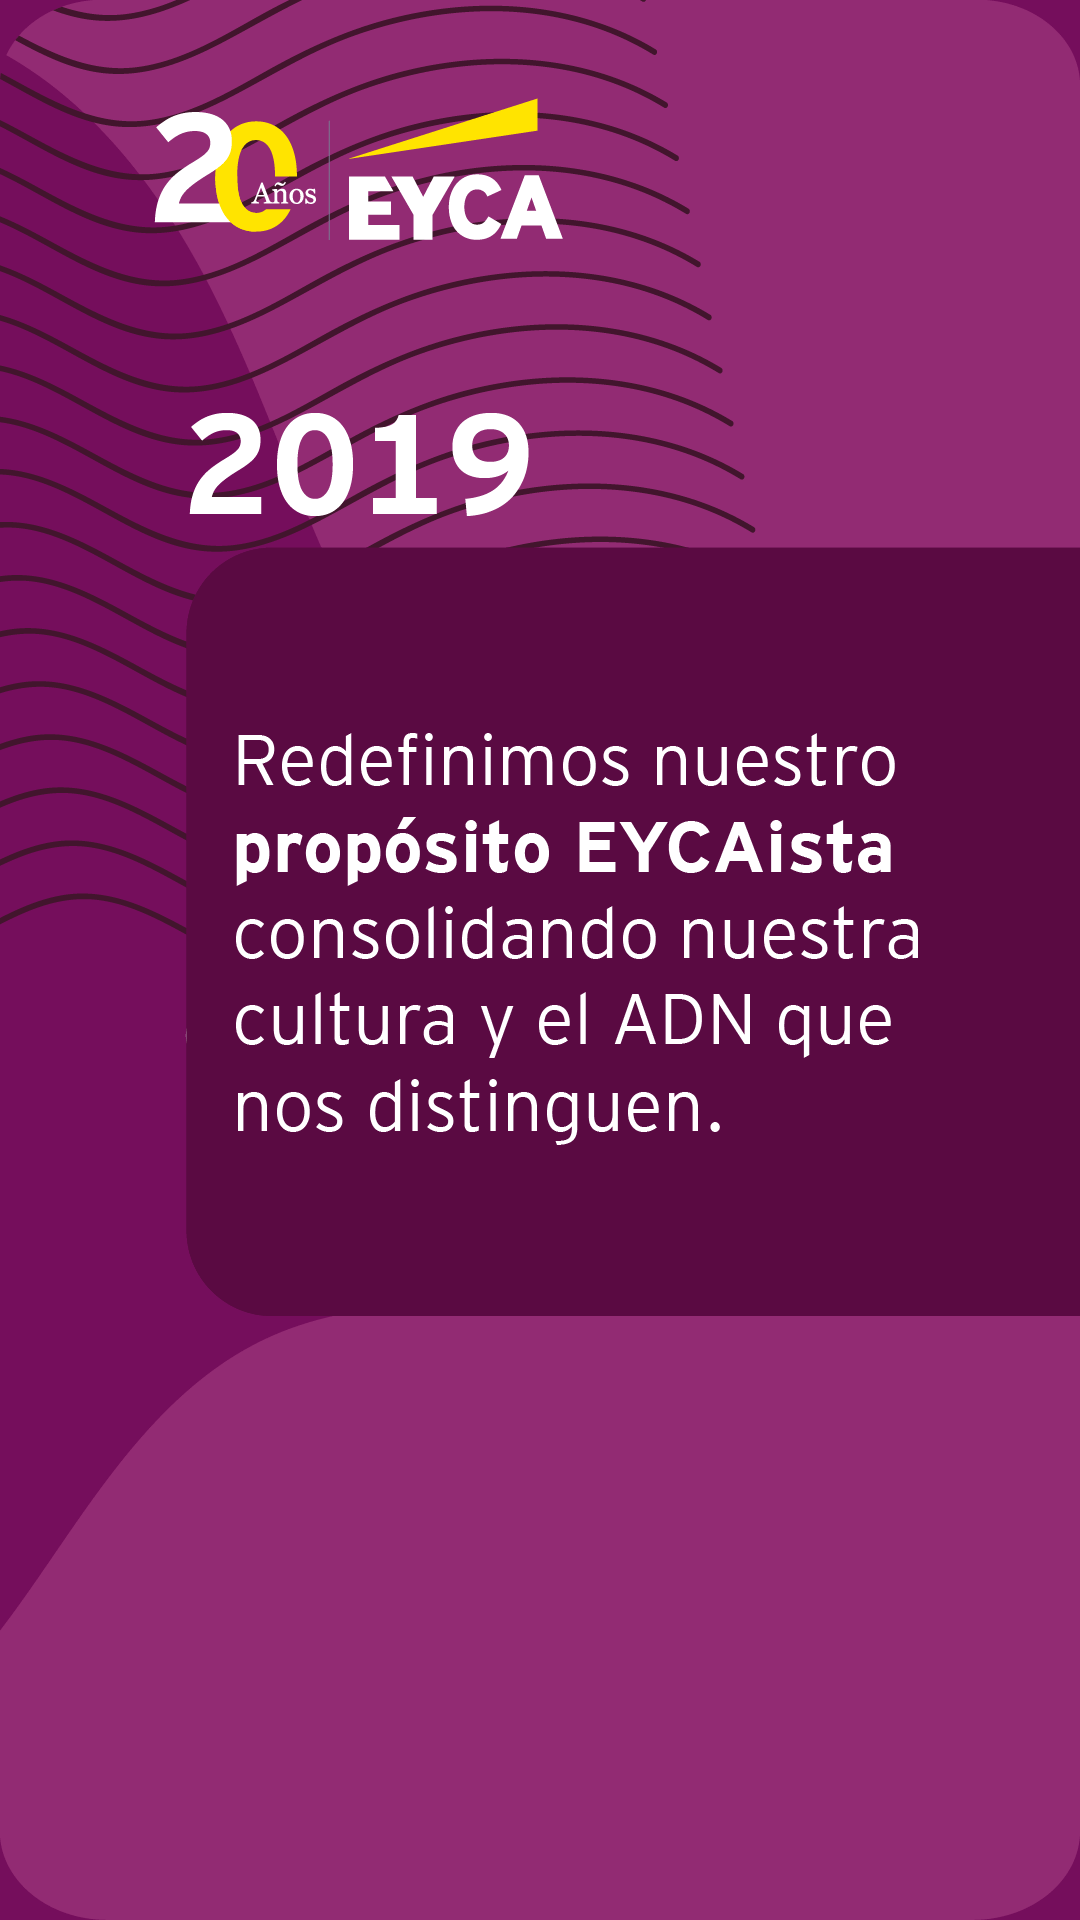 20 Años EYCA
2019
Redefinimos nuestro
propósito EYCAista
consolidando nuestra
cultura y el ADN que
nos distinguen.